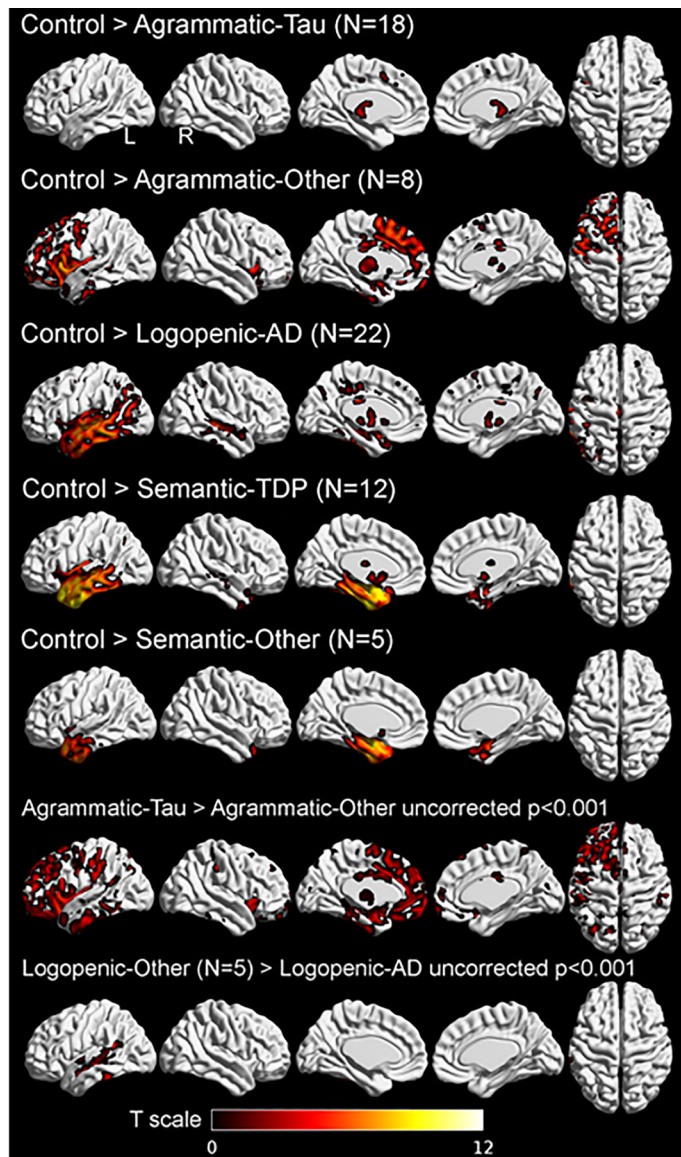 Control > Agrammatic-Tau (N=18)
L R
Control > Agrammatic-Other (N=8)
Control > Logopenic-AD (N=22)
Control > Semantic-TDP (N=12)
Control > Semantic-Other (N=5)
Agrammatic-Tau > Agrammatic-Other uncorrected p<0.001
Logopenic-Other (N=5) > Logopenic-AD uncorrected p<0.001
T scale
0 12